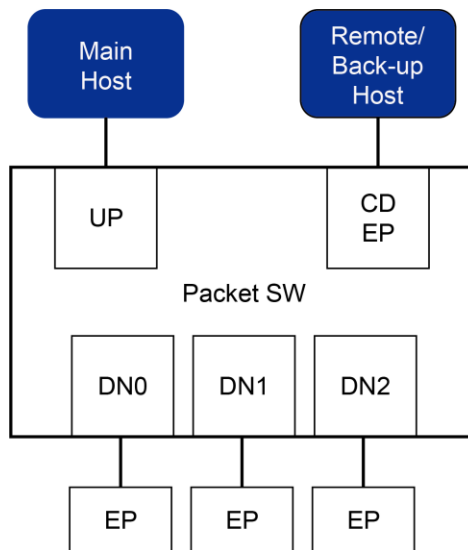 Main
Host
Remote/
Back-up
Host
UP
CD
EP
Packet SW
DN0
DN1
DN2
EP
EP
EP